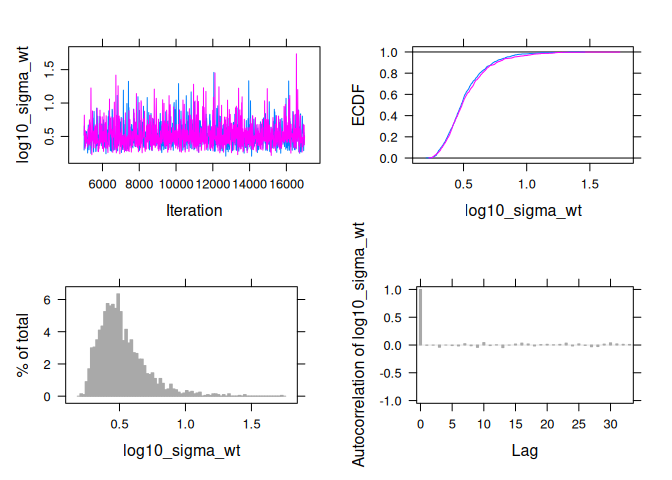 log10_sigma_wt
1.5
1.0
0.5
6000 8000 10000 12000 14000 16000
Iteration
ECDF
1.0
0.8
0.6
0.4
0.2
0.0
0.5 1.0 1.5
log10_sigma_wt
% of total
6
4
2
0
0.5 1.0 1.5
log10_sigma_wt
Autocorrelation of log10_sigma_wt
1.0
0.5
0.0
-0.5
-1.0
0 5 10 15 20 25 30
Lag